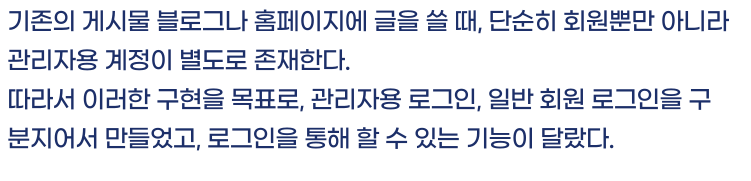 기존의 게시물 블로그나 홈페이지에 글을 쓸 때, 단순히 회원뿐만 아니라
관리자용 계정이 별도로 존재한다.
따라서 이러한 구현을 목표로, 관리자용 로그인, 일반 회원 로그인을 구
분지어서 만들었고, 로그인을 통해 할 수 있는 기능이 달랐다.